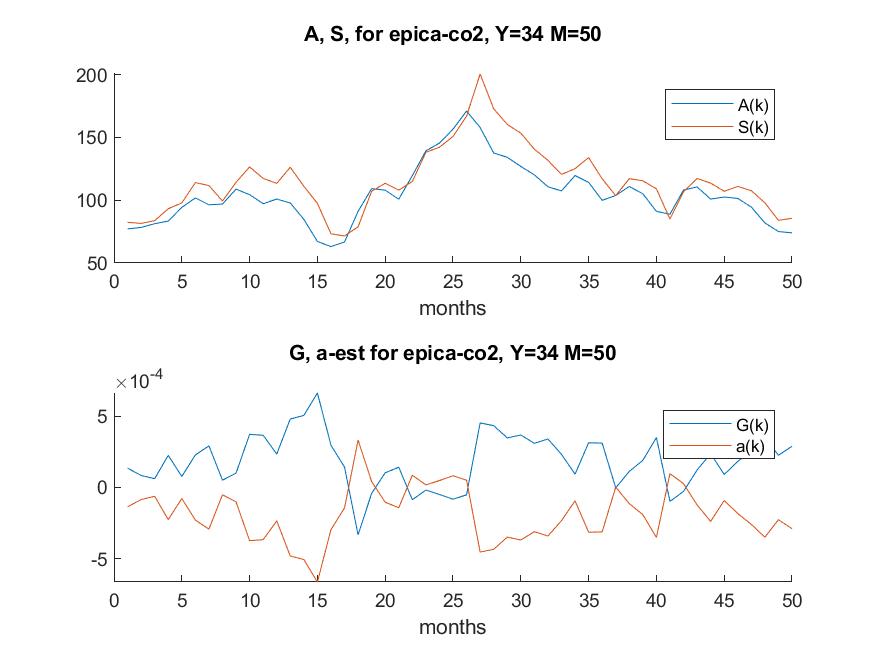 A, S, for epica-co2, Y=34 M=50
200
150
100
50
A(k)
S(k)
0 5 10 15 20 25 30 35 40 45 50
months
G, a-est for epica-co2, Y=34 M=50
×10-4
5
0
-5
G(k)
a(k)
0 5 10 15 20 25 30 35 40 45 50
months